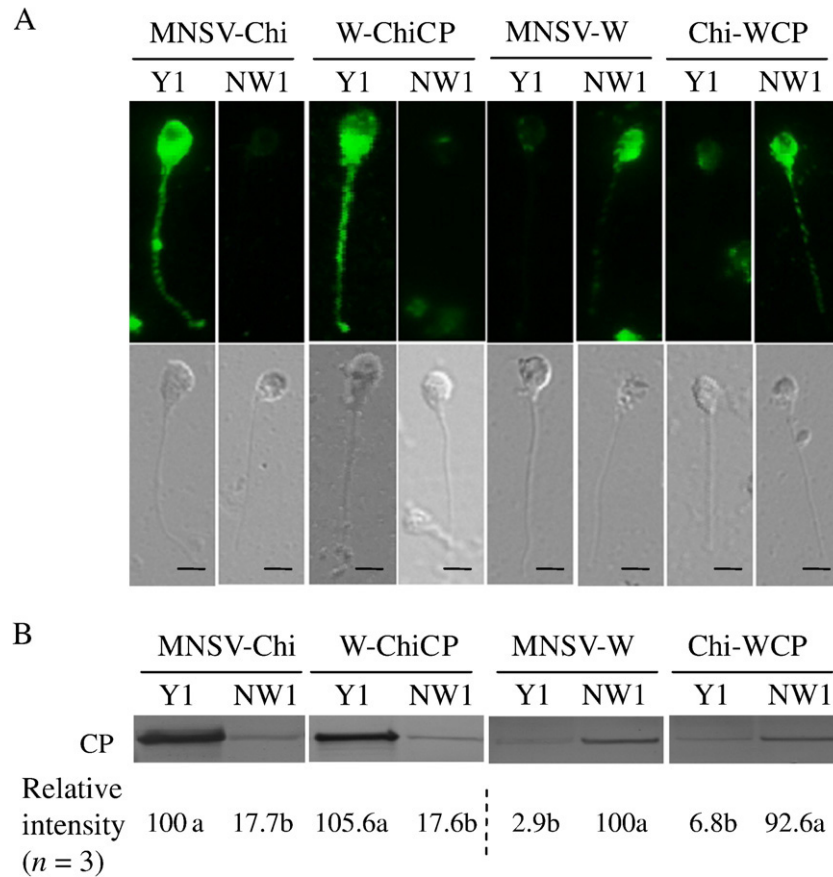 A
MNSV-Chi W-ChiCP MNSV-W Chi-WCP
Y1 NW1 Y1 NW1 Y1 NW1 Y1 NW1
B
MNSV-Chi W-ChiCP MNSV-W Chi-WCP
Y1 NW1 Y1 NW1 Y1 NW1 Y1 NW1
CP
Relative
intensity 100 a 17.7b 105.6a 17.6b 2.9b 100a 6.8b 92.6a
(n = 3)